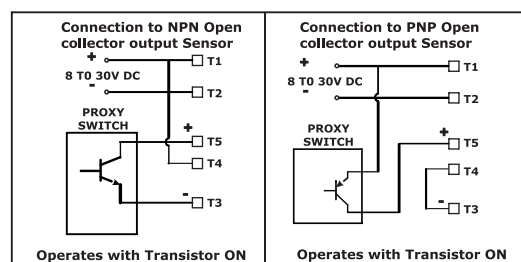 Connection to NPN Open
collector output Sensor
+
8 T0 30V DC
-
T1
T2
PROXY
SWITCH
+
T5
T4
-
T3
Operates with Transistor ON
Connection to PNP Open
collector output Sensor
+
8 T0 30V DC
-
T1
T2
PROXY
SWITCH
+
T5
T4
-
T3
Operates with Transistor ON